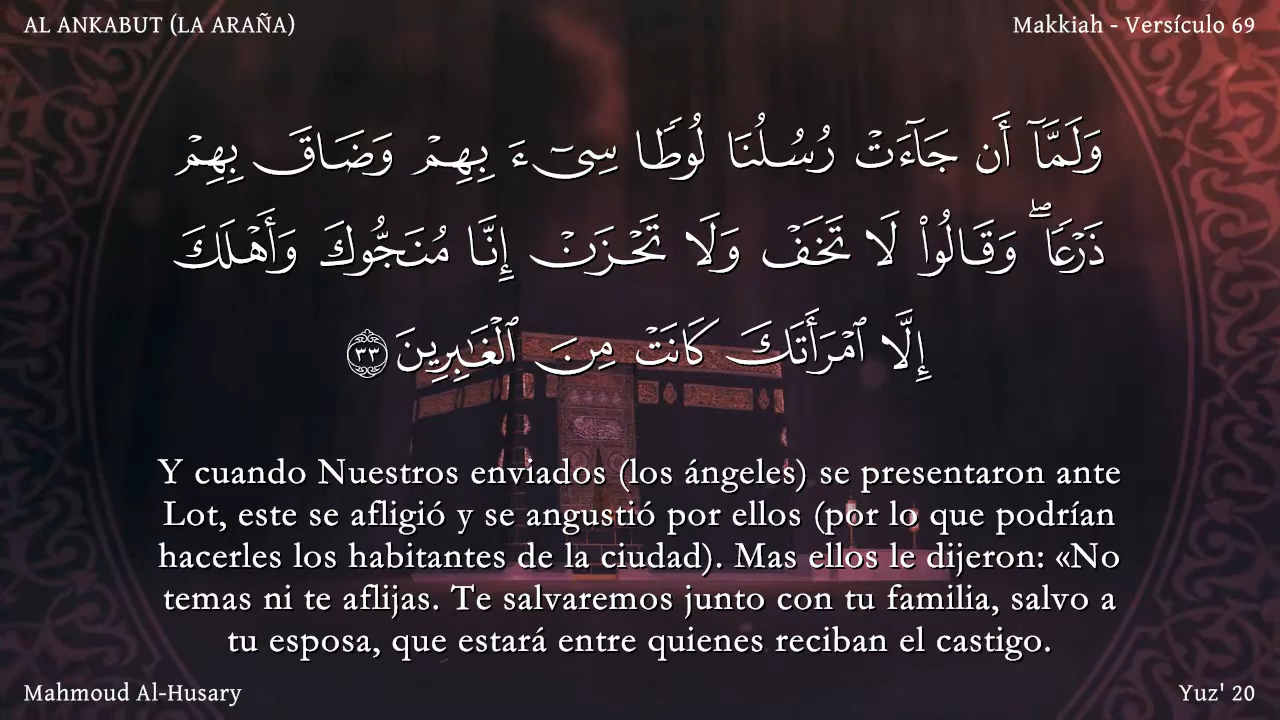 AL ANKABUT (LA ARAÑA)
Makkiah - Versículo 69
وَلَمَّآ أَن جَآءَتْ رُسُلُنَا لُوطًا سِىٓءَ بِهِمْ وَضَاقَ بِهِمْ
ذَرْعًا ۖ وَقَالُوا۟ لَا تَخَفْ وَلَا تَحْزَنْ إِنَّا مُنَجُّوكَ وَأَهْلَكَ
إِلَّا ٱمْرَأَتَكَ كَانَتْ مِنَ ٱلْغَـٰبِرِينَ ٣٣
Y cuando Nuestros enviados (los ángeles) se presentaron ante
Lot, este se afligió y se angustió por ellos (por lo que podrían
hacerles los habitantes de la ciudad). Mas ellos le dijeron: «No
temas ni te aflijas. Te salvaremos junto con tu familia, salvo a
tu esposa, que estará entre quienes reciban el castigo.
Mahmoud Al-Husary
Yuz' 20